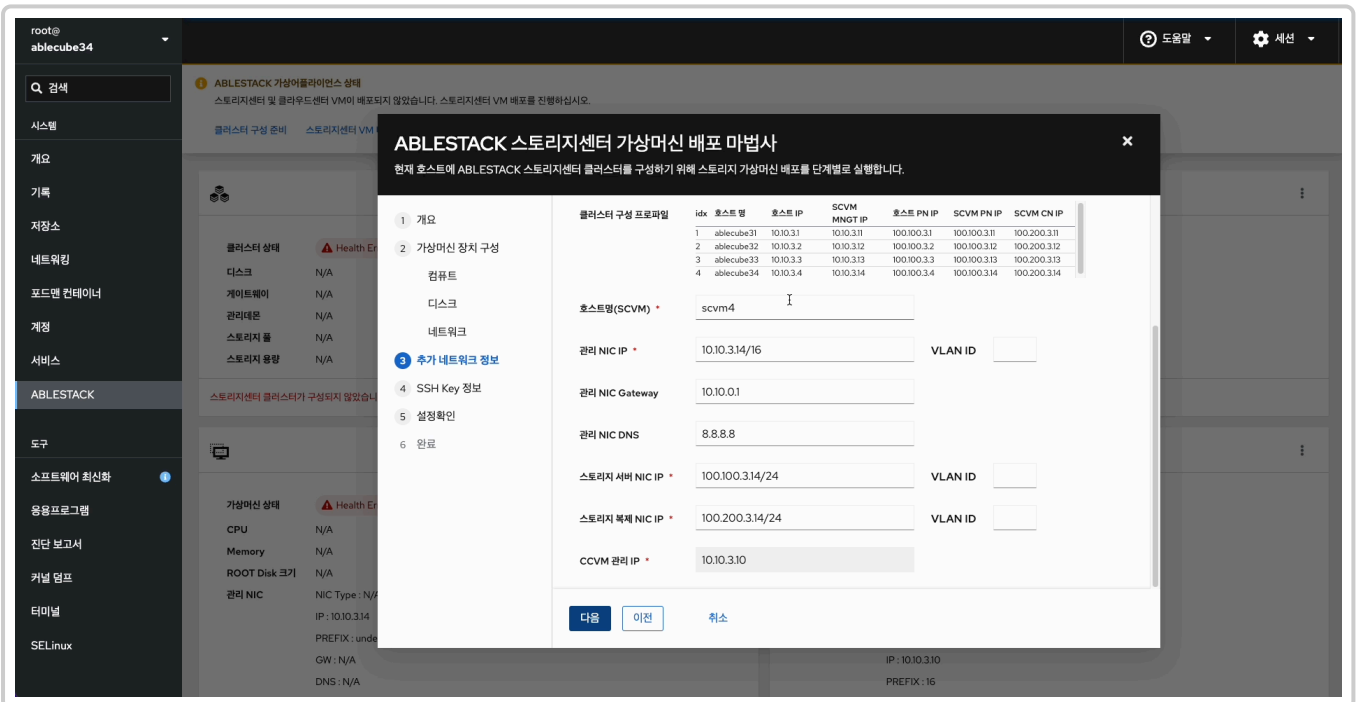 root@
ablecube34
도움말
세션
검색
시스템
개요
기록
저장소
네트워킹
포드맨 컨테이너
계정
서비스
ABLESTACK
도구
소프트웨어 최신화
응용프로그램
진단 보고서
커널 덤프
터미널
SELinux
ABLESTACK 가상어플라이언스 상태
스토리지센터 및 클라우드센터 VM이 배포되지 않았습니다. 스토리지센터 VM 배포를 진행하십시오.
클러스터 구성 준비 스토리지센터 VM
클러스터 상태 Health Er
디스크 N/A
게이트웨이 N/A
관리데몬 N/A
스토리지 풀 N/A
스토리지 용량 N/A
스토리지센터 클러스터가 구성되지 않았습니
가상머신 상태 Health Er
CPU N/A
Memory N/A
ROOT Disk 크기 N/A
관리 NIC NIC Type : N/A
IP : 10.10.3.14
PREFIX : unde
GW : N/A
DNS : N/A
IP : 10.10.3.10
PREFIX : 16
ABLESTACK 스토리지센터 가상머신 배포 마법사
현재 호스트에 ABLESTACK 스토리지센터 클러스터를 구성하기 위해 스토리지 가상머신 배포를 단계별로 실행합니다.
1 개요
2 가상머신 장치 구성
컴퓨트
디스크
네트워크
3 추가 네트워크 정보
4 SSH Key 정보
5 설정확인
6 완료
클러스터 구성 프로파일
idx 호스트 명 호스트 IP SCVM MNGT IP 호스트 PN IP SCVM PN IP SCVM CN IP
1 ablecube31 10.10.3.1 10.10.3.11 100.100.3.1 100.100.3.11 100.200.3.11
2 ablecube32 10.10.3.2 10.10.3.12 100.100.3.2 100.100.3.12 100.200.3.12
3 ablecube33 10.10.3.3 10.10.3.13 100.100.3.3 100.100.3.13 100.200.3.13
4 ablecube34 10.10.3.4 10.10.3.14 100.100.3.4 100.100.3.14 100.200.3.14
호스트명(SCVM) * scvm4
관리 NIC IP * 10.10.3.14/16 VLAN ID
관리 NIC Gateway 10.10.0.1
관리 NIC DNS 8.8.8.8
스토리지 서버 NIC IP * 100.100.3.14/24 VLAN ID
스토리지 복제 NIC IP * 100.200.3.14/24 VLAN ID
CCVM 관리 IP * 10.10.3.10
다음 이전 취소